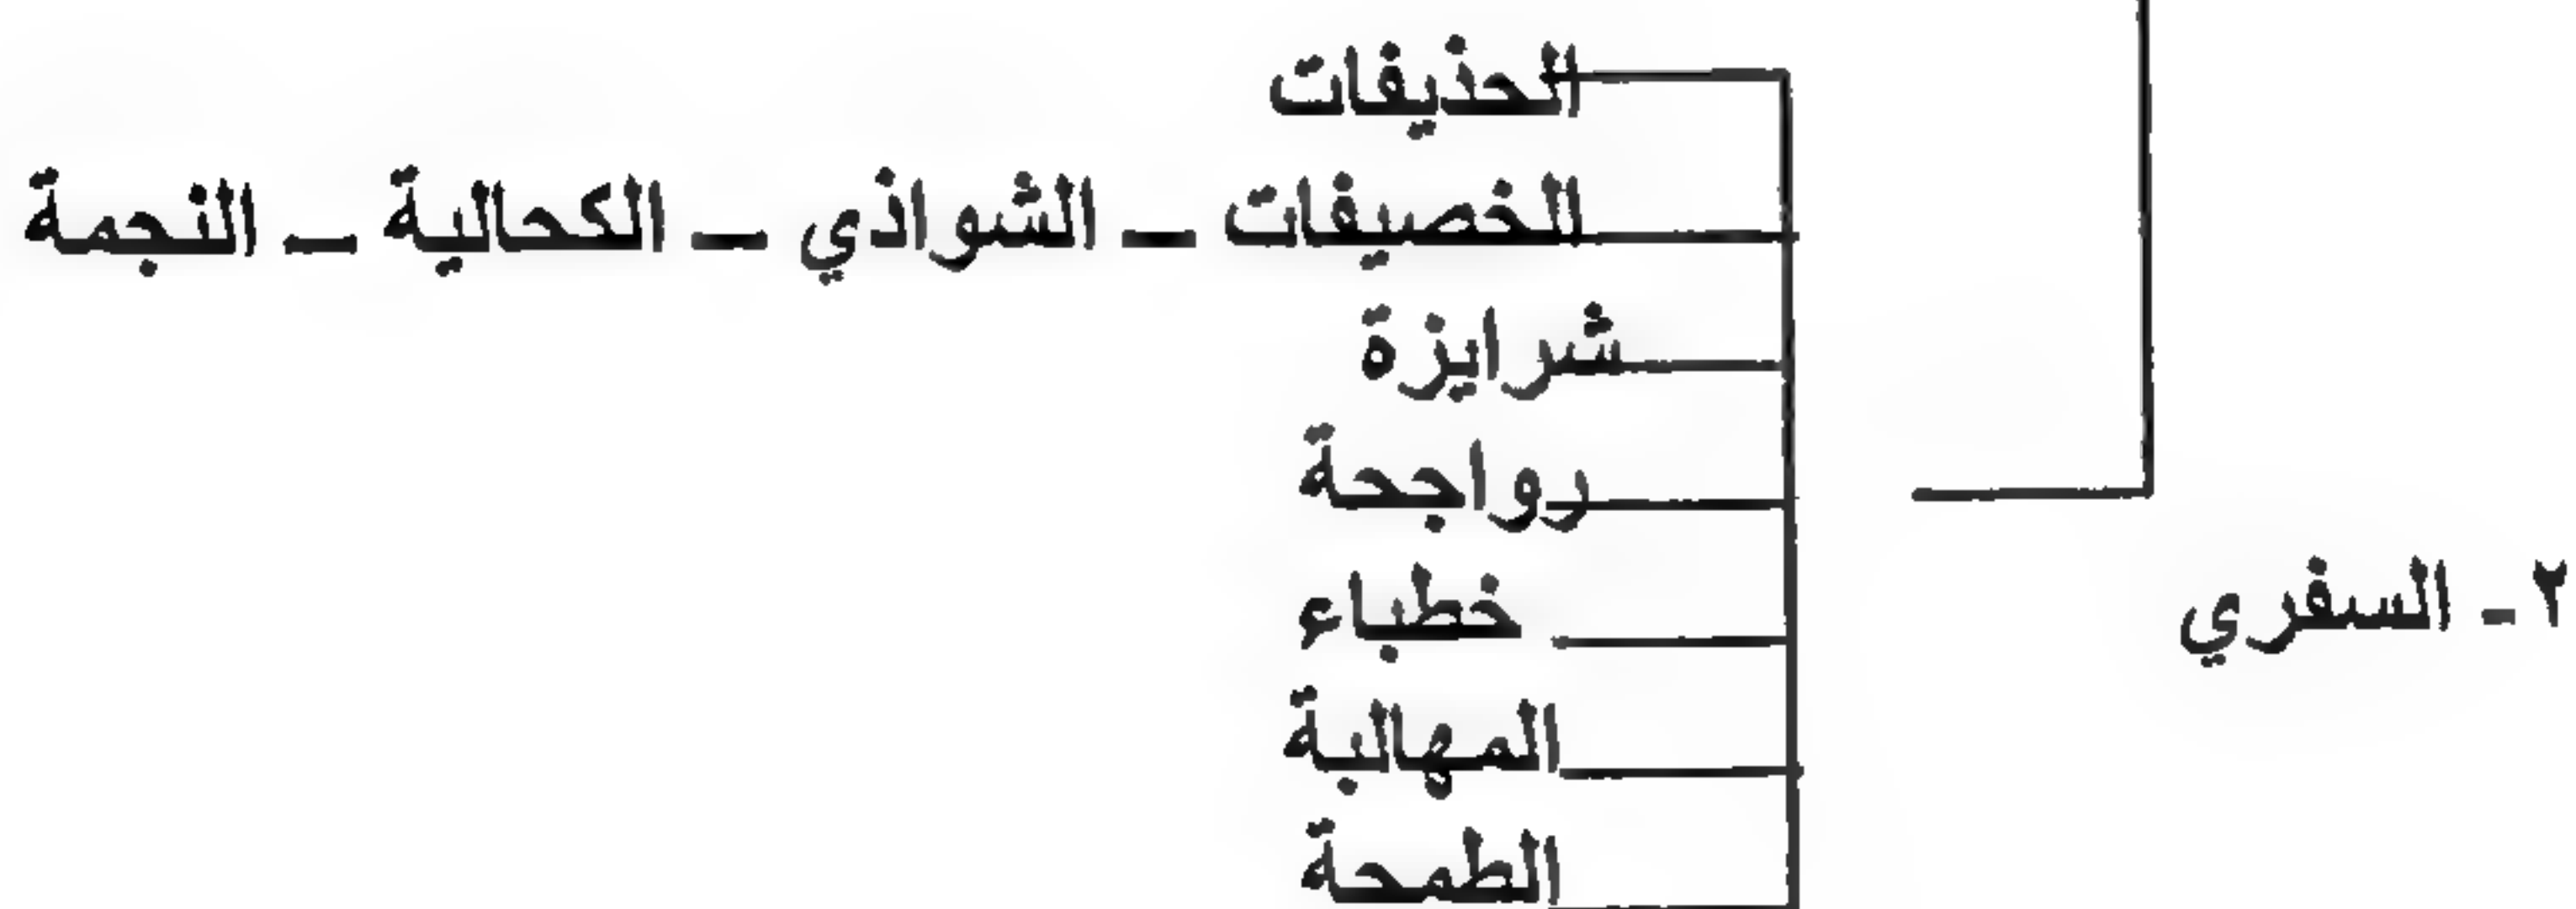 الحذيفات
الخصيفات – الشواذي – الكحالية – النجمة
شرايزة
رواجحة
خطباء
٢ - السفري
المهالبة
الطمحة